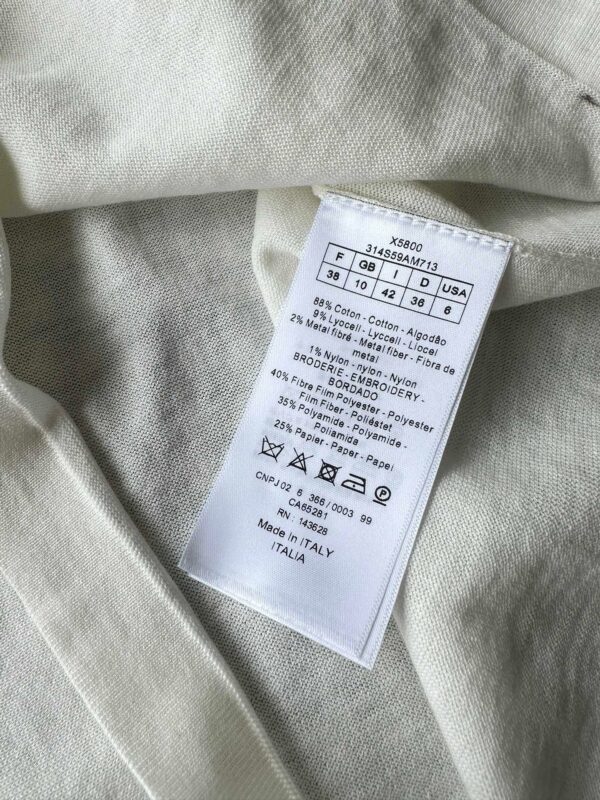 X5800
314S59AM713
F GB I D USA
38 10 42 36 6
88% Coton - Cotton - Algodão
9% Lyocell - Lyccell - Liocel
2% Metal fibré - Metal fiber - Fibra de
metal
1% Nylon - nylon - Nylon
BRODERIE - EMBROIDERY -
BORDADO
40% Fibre Film Polyester - Polyester
Film Fiber - Poliéstet
35% Polyamide - Polyamide -
Poliamida
25% Papier - Paper - Papel
P
CNPJ 02 6 366/0003 99
CA65281
RN : 143628
Made in ITALY
ITALIA